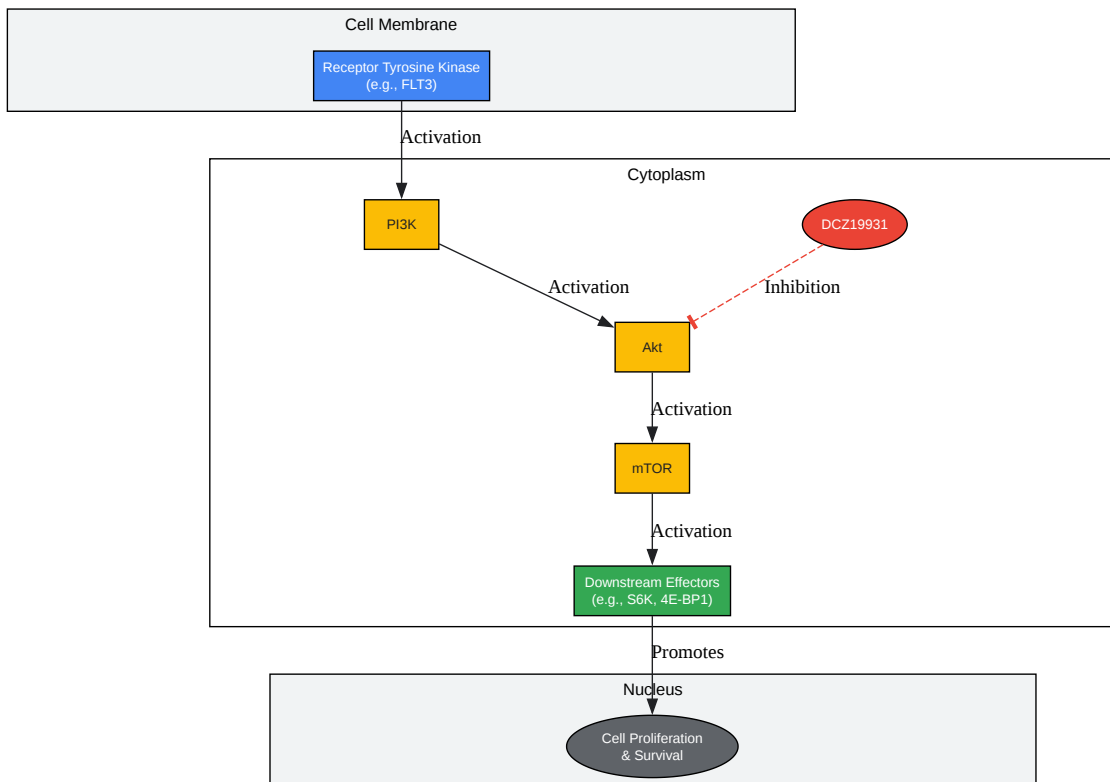 Cell Membrane
Receptor Tyrosine Kinase
(e.g., FLT3)
Activation
Cytoplasm
PI3K
DCZ19931
Activation
Inhibition
Akt
Activation
mTOR
Activation
Downstream Effectors
(e.g., S6K, 4E-BP1)
Promotes
Nucleus
Cell Proliferation
& Survival